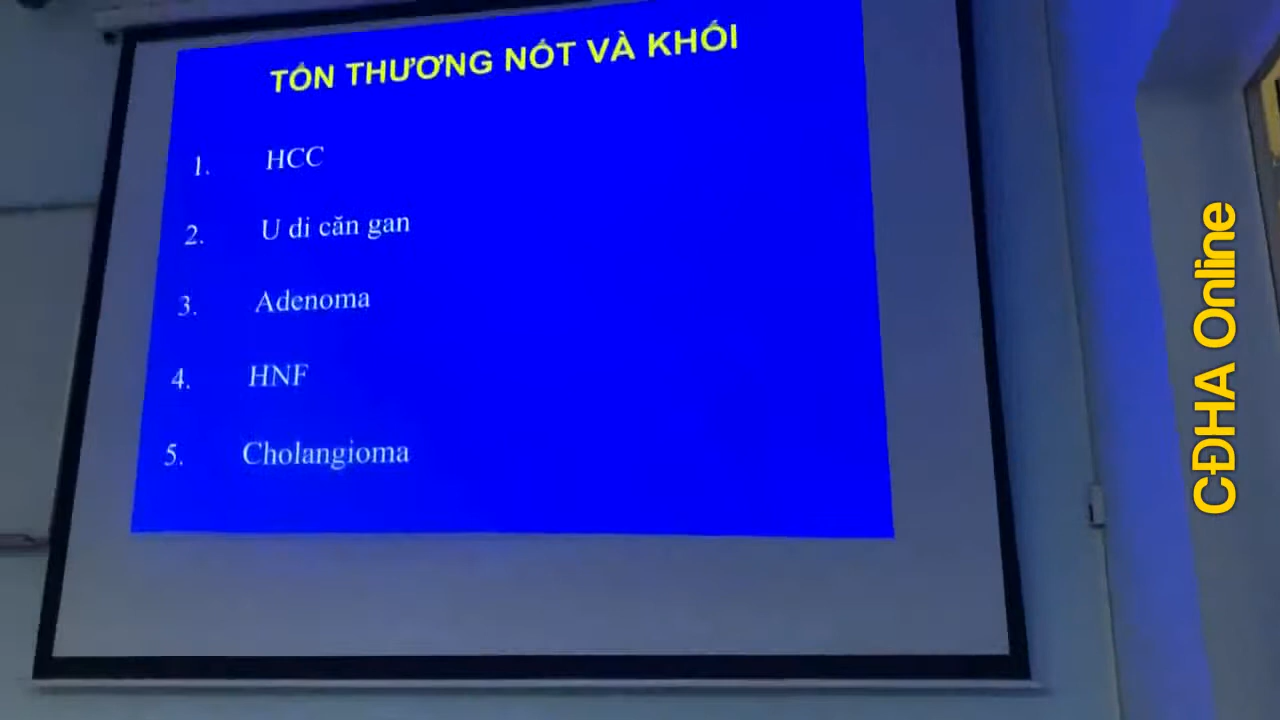 TỔN THƯƠNG NỐT VÀ KHỐI
1. HCC
2. U di căn gan
3. Adenoma
4. HNF
5. Cholangioma
CĐHA Online